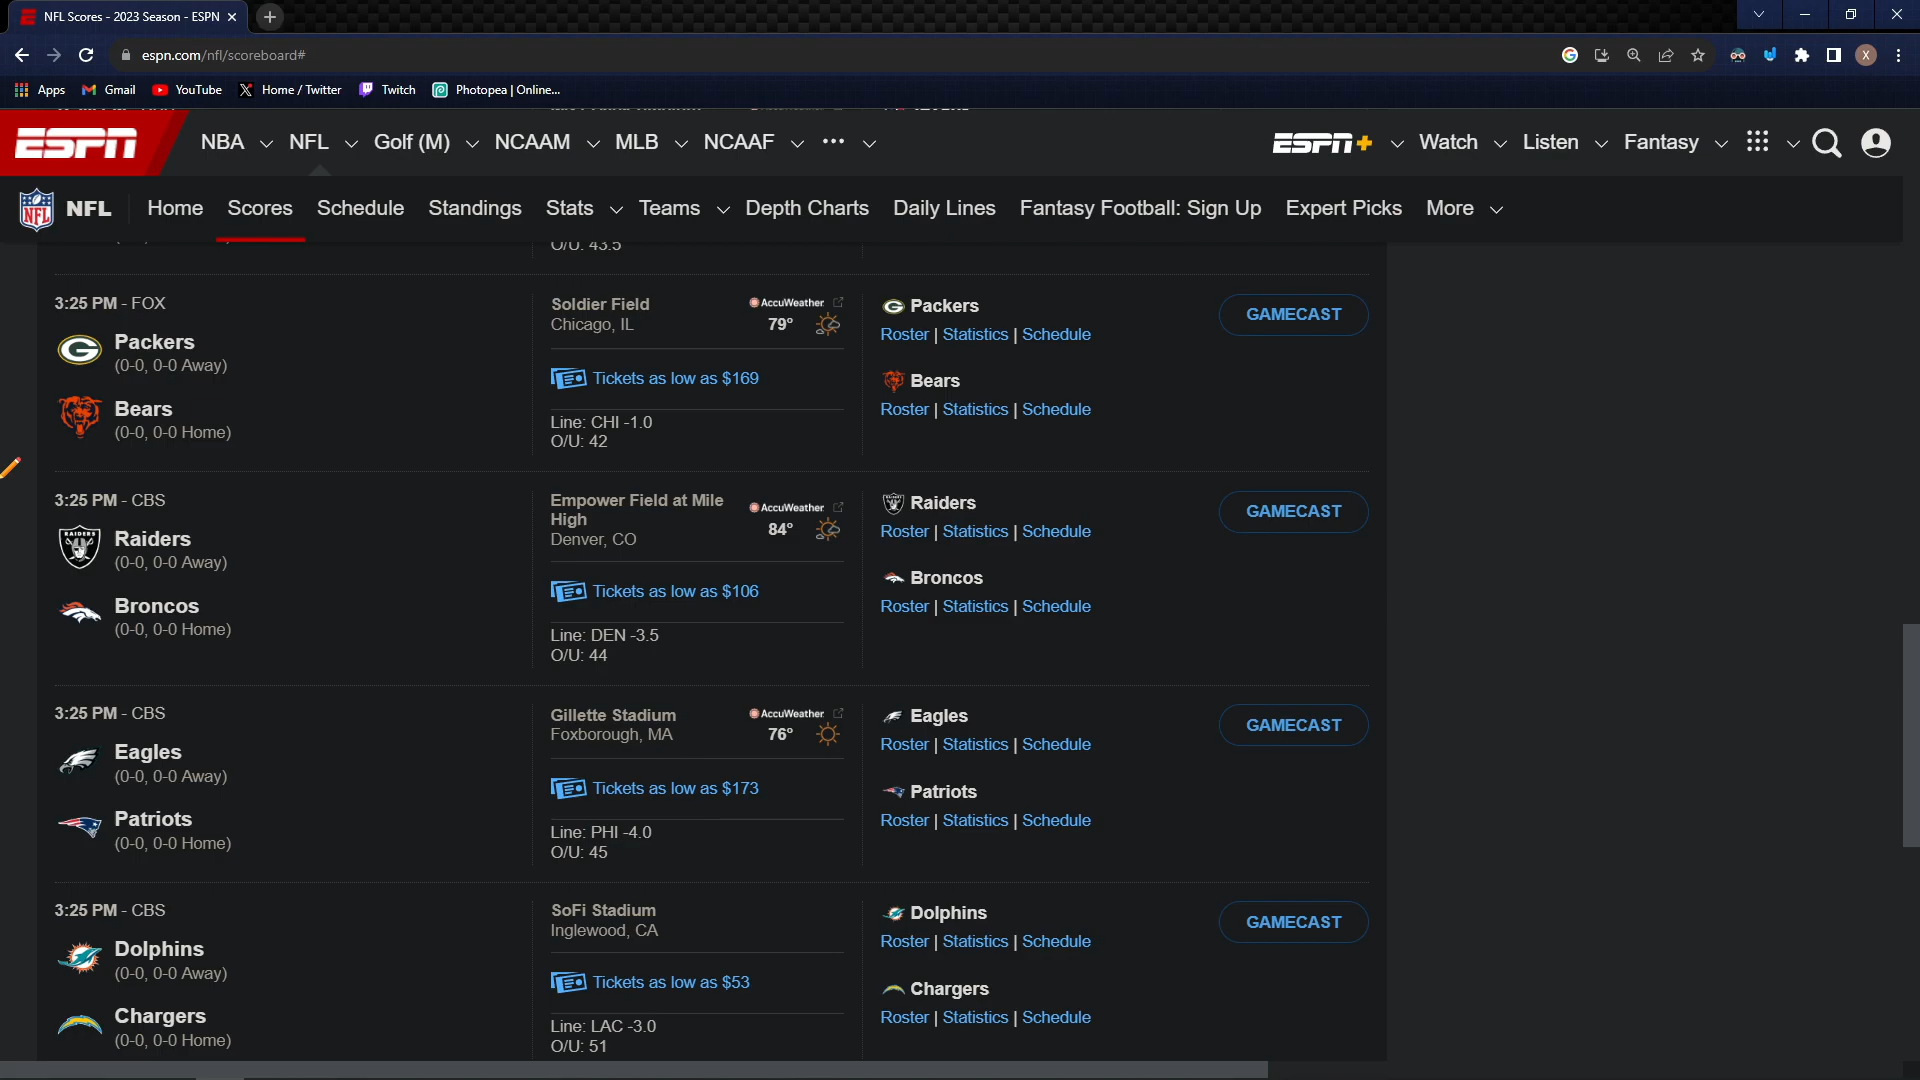 NFL Scores - 2023 Season - ESPN
espn.com/nfl/scoreboard#
X
Apps Gmail YouTube Home / Twitter Twitch Photopea | Online...
ESPN NBA NFL Golf (M) NCAAM MLB NCAAF ESPN+ Watch Listen Fantasy
NFL Home Scores Schedule Standings Stats Teams Depth Charts Daily Lines Fantasy Football: Sign Up Expert Picks More
O/U: 43.5
3:25 PM - FOX
Packers
(0-0, 0-0 Away)
Bears
(0-0, 0-0 Home)
Soldier Field
Chicago, IL
AccuWeather
79°
Tickets as low as $169
Line: CHI -1.0
O/U: 42
Packers
Roster | Statistics | Schedule
Bears
Roster | Statistics | Schedule
GAMECAST
3:25 PM - CBS
RAIDERS
Raiders
(0-0, 0-0 Away)
Broncos
(0-0, 0-0 Home)
Empower Field at Mile
High
Denver, CO
AccuWeather
84°
Tickets as low as $106
Line: DEN -3.5
O/U: 44
Raiders
Roster | Statistics | Schedule
Broncos
Roster | Statistics | Schedule
GAMECAST
3:25 PM - CBS
Eagles
(0-0, 0-0 Away)
Patriots
(0-0, 0-0 Home)
Gillette Stadium
Foxborough, MA
AccuWeather
76°
Tickets as low as $173
Line: PHI -4.0
O/U: 45
Eagles
Roster | Statistics | Schedule
Patriots
Roster | Statistics | Schedule
GAMECAST
3:25 PM - CBS
Dolphins
(0-0, 0-0 Away)
Chargers
(0-0, 0-0 Home)
SoFi Stadium
Inglewood, CA
Tickets as low as $53
Line: LAC -3.0
O/U: 51
Dolphins
Roster | Statistics | Schedule
Chargers
Roster | Statistics | Schedule
GAMECAST